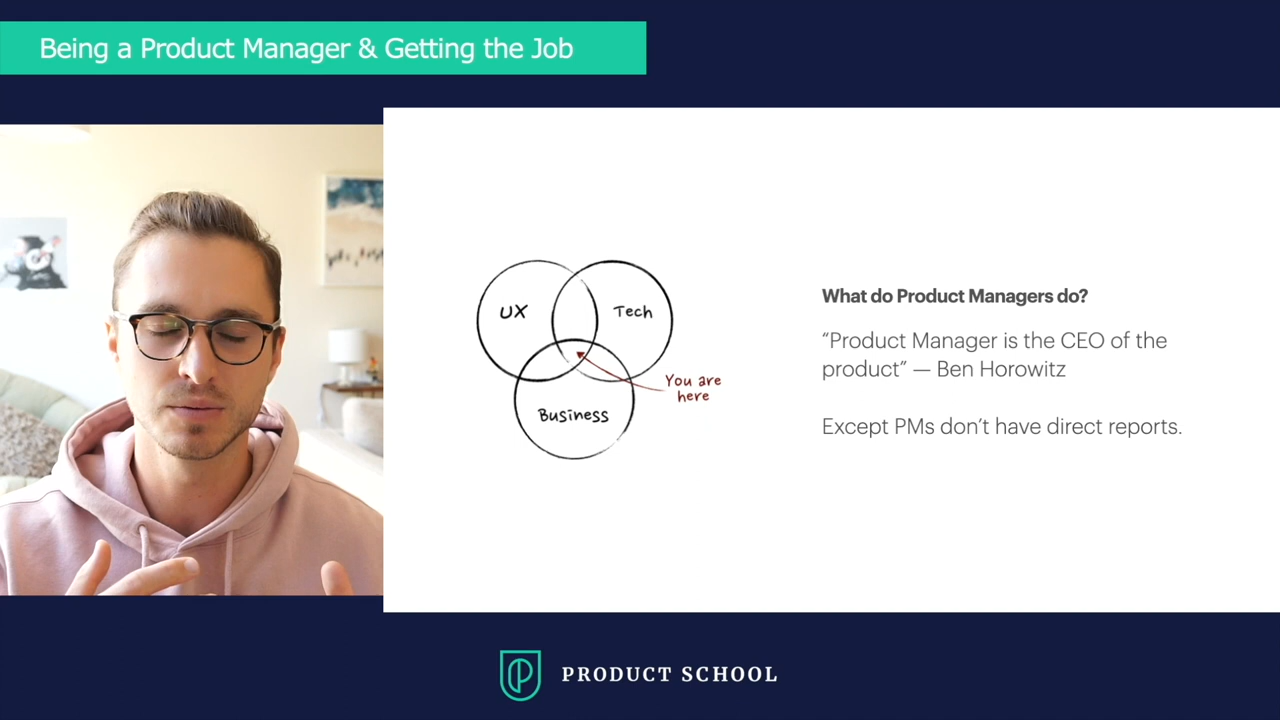 Being a Product Manager & Getting the Job
UX
Tech
Business
You are
here
What do Product Managers do?
“Product Manager is the CEO of the
product” — Ben Horowitz
Except PMs don’t have direct reports.
PRODUCT SCHOOL